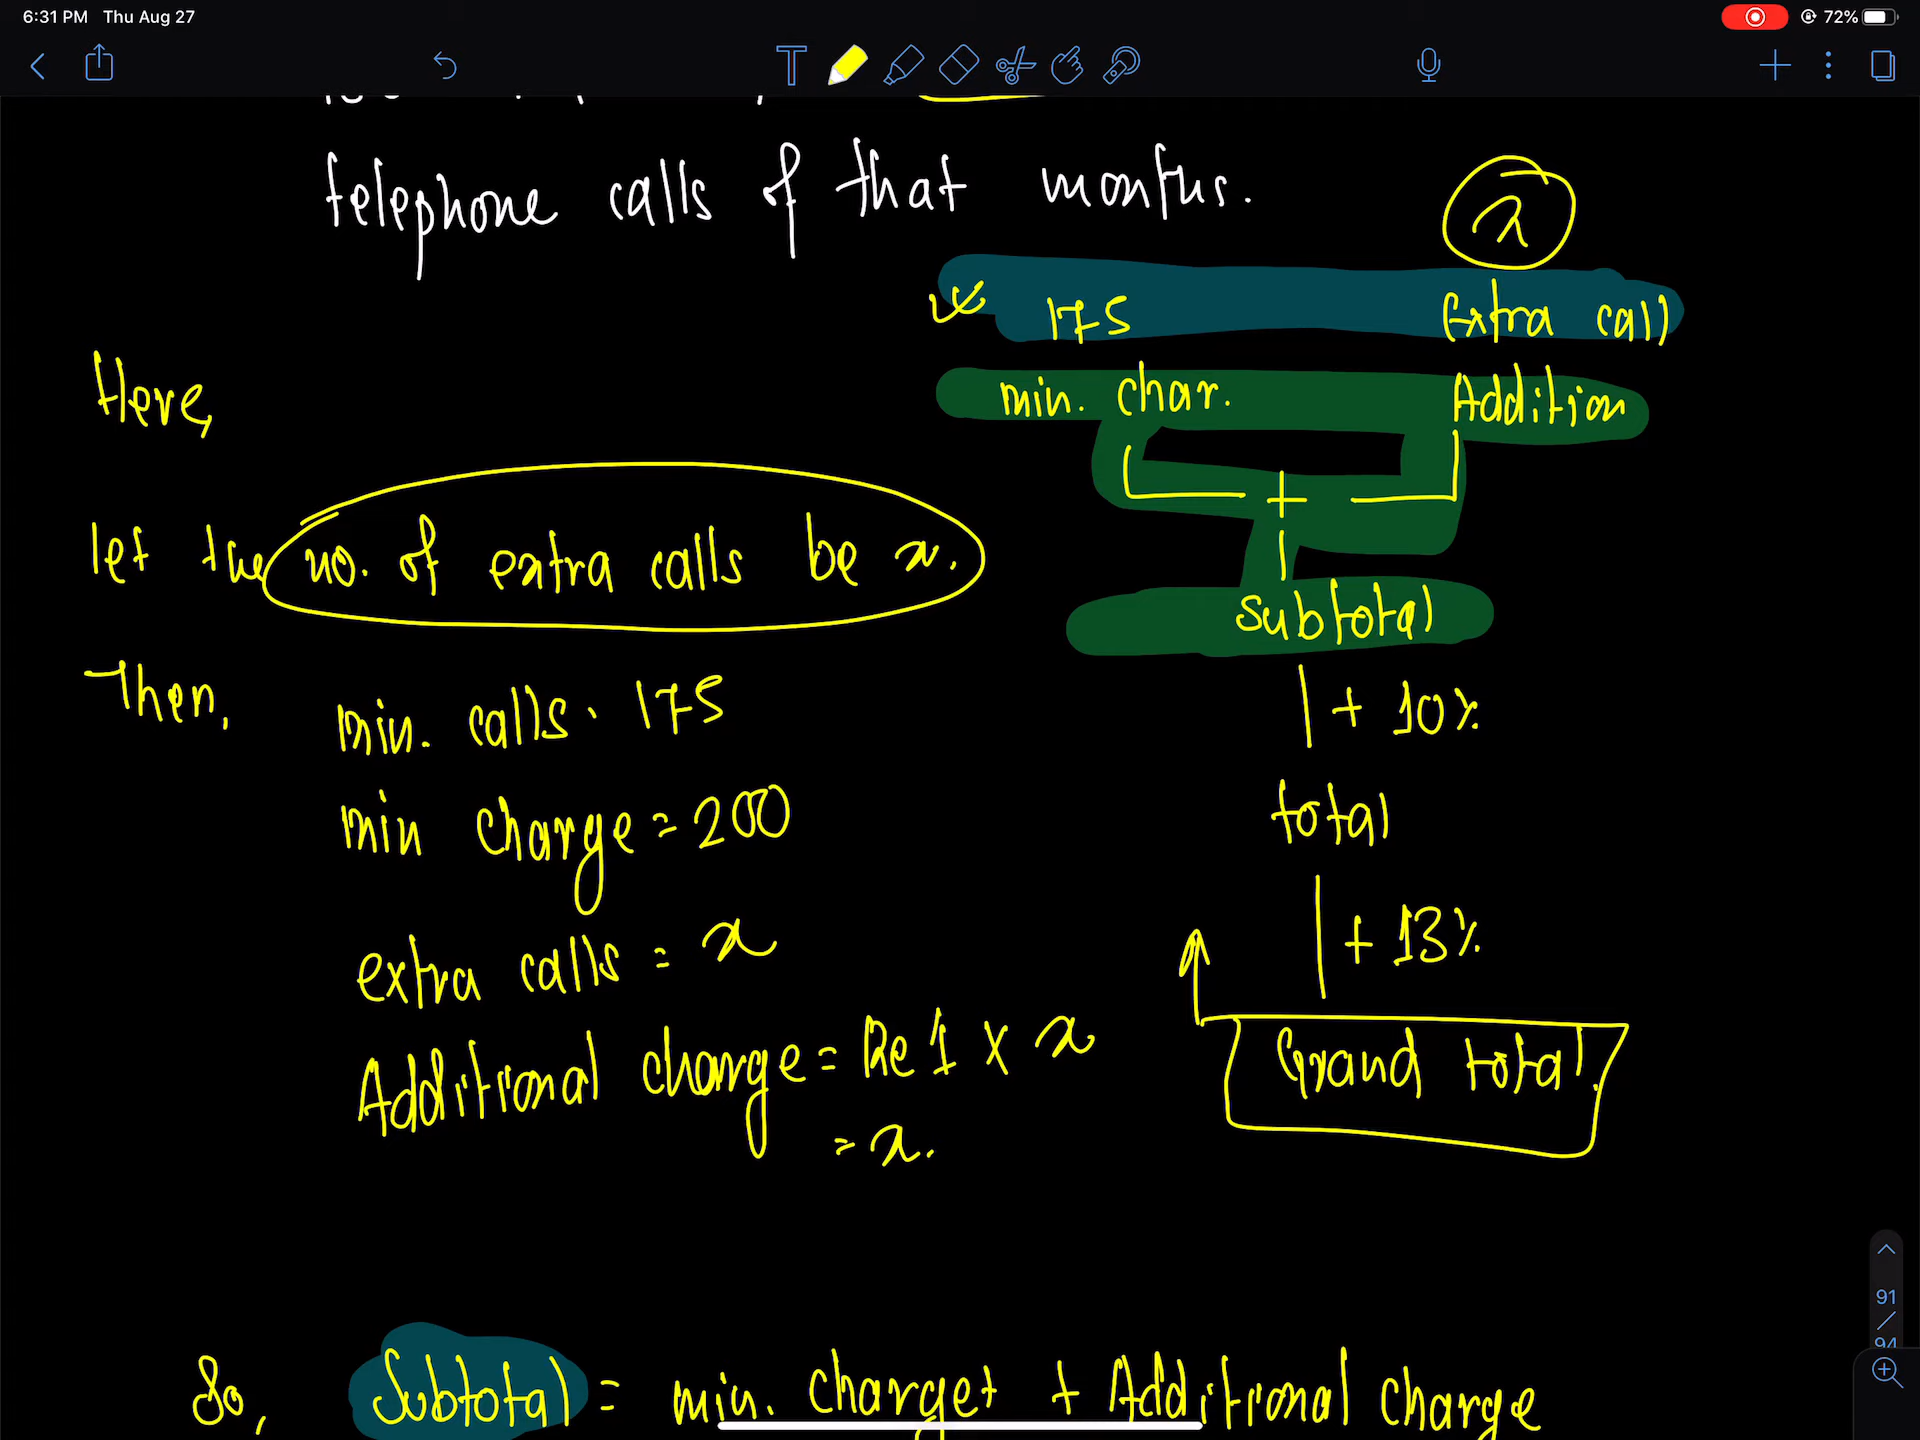 6:31 PM Thu Aug 27
72%
telephone calls of that months.
x
175 Extra call
min. char. Addition
+
Subtotal
+ 10%
total
+ 13%
Grand total.
Here,
let the no. of extra calls be x.
Then, min. calls. 175
min charge = 200
extra calls = x
Additional charge = Re 1 × x
= x.
So, Subtotal = min. charget + Additional charge
91
/
94